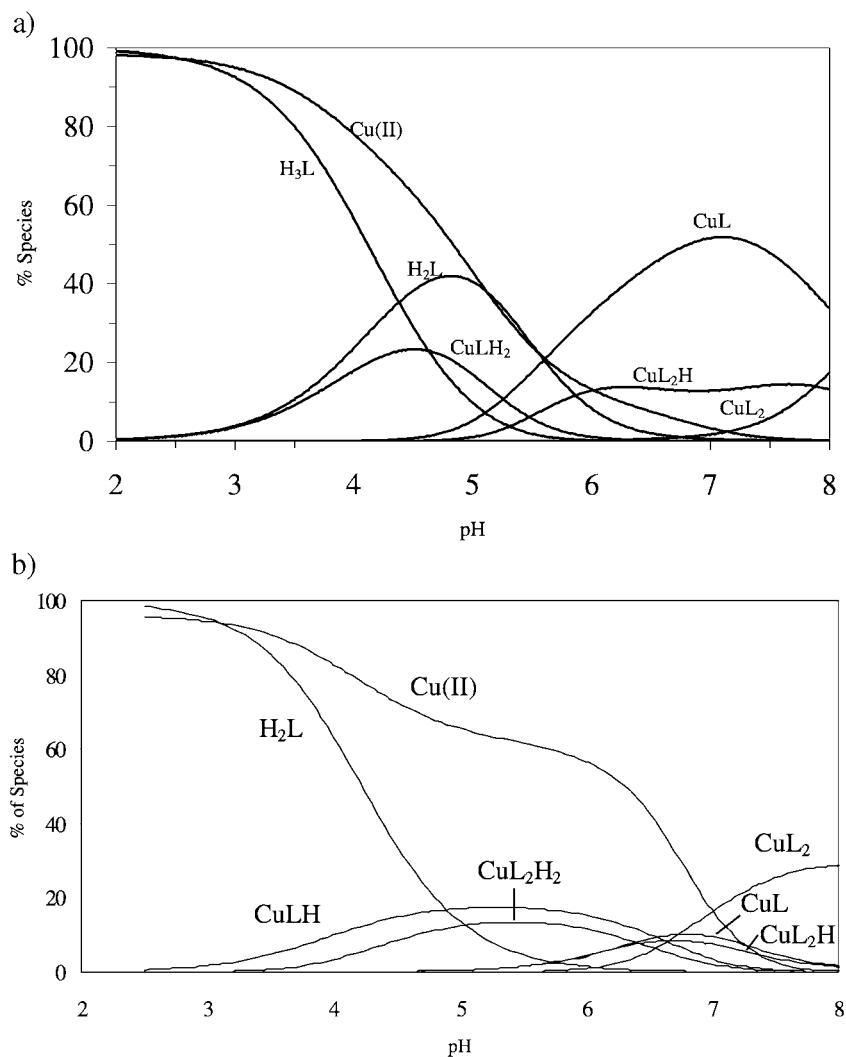 a)
100
80
60
40
20
0
% Species
Cu(II)
H₃L
H₂L
CuLH₂
CuL
CuL₂H
CuL₂
2 3 4 5 6 7 8
pH
b)
100
80
60
40
20
0
% of Species
Cu(II)
H₂L
CuL₂H₂
CuLH
CuL₂
CuL
CuL₂H
2 3 4 5 6 7 8
pH